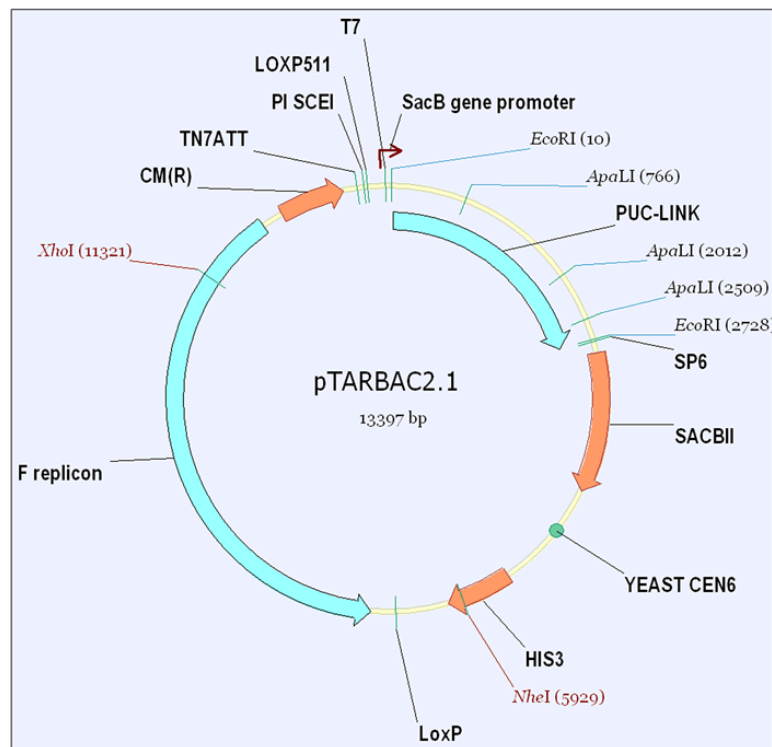 T7
LOXP511
PI SCEI
SacB gene promoter
TN7ATT
EcoRI (10)
CM(R)
ApaLI (766)
PUC-LINK
XhoI (11321)
ApaLI (2012)
ApaLI (2509)
EcoRI (2728)
SP6
pTARBAC2.1
13397 bp
SACBII
F replicon
YEAST CEN6
HIS3
NheI (5929)
LoxP